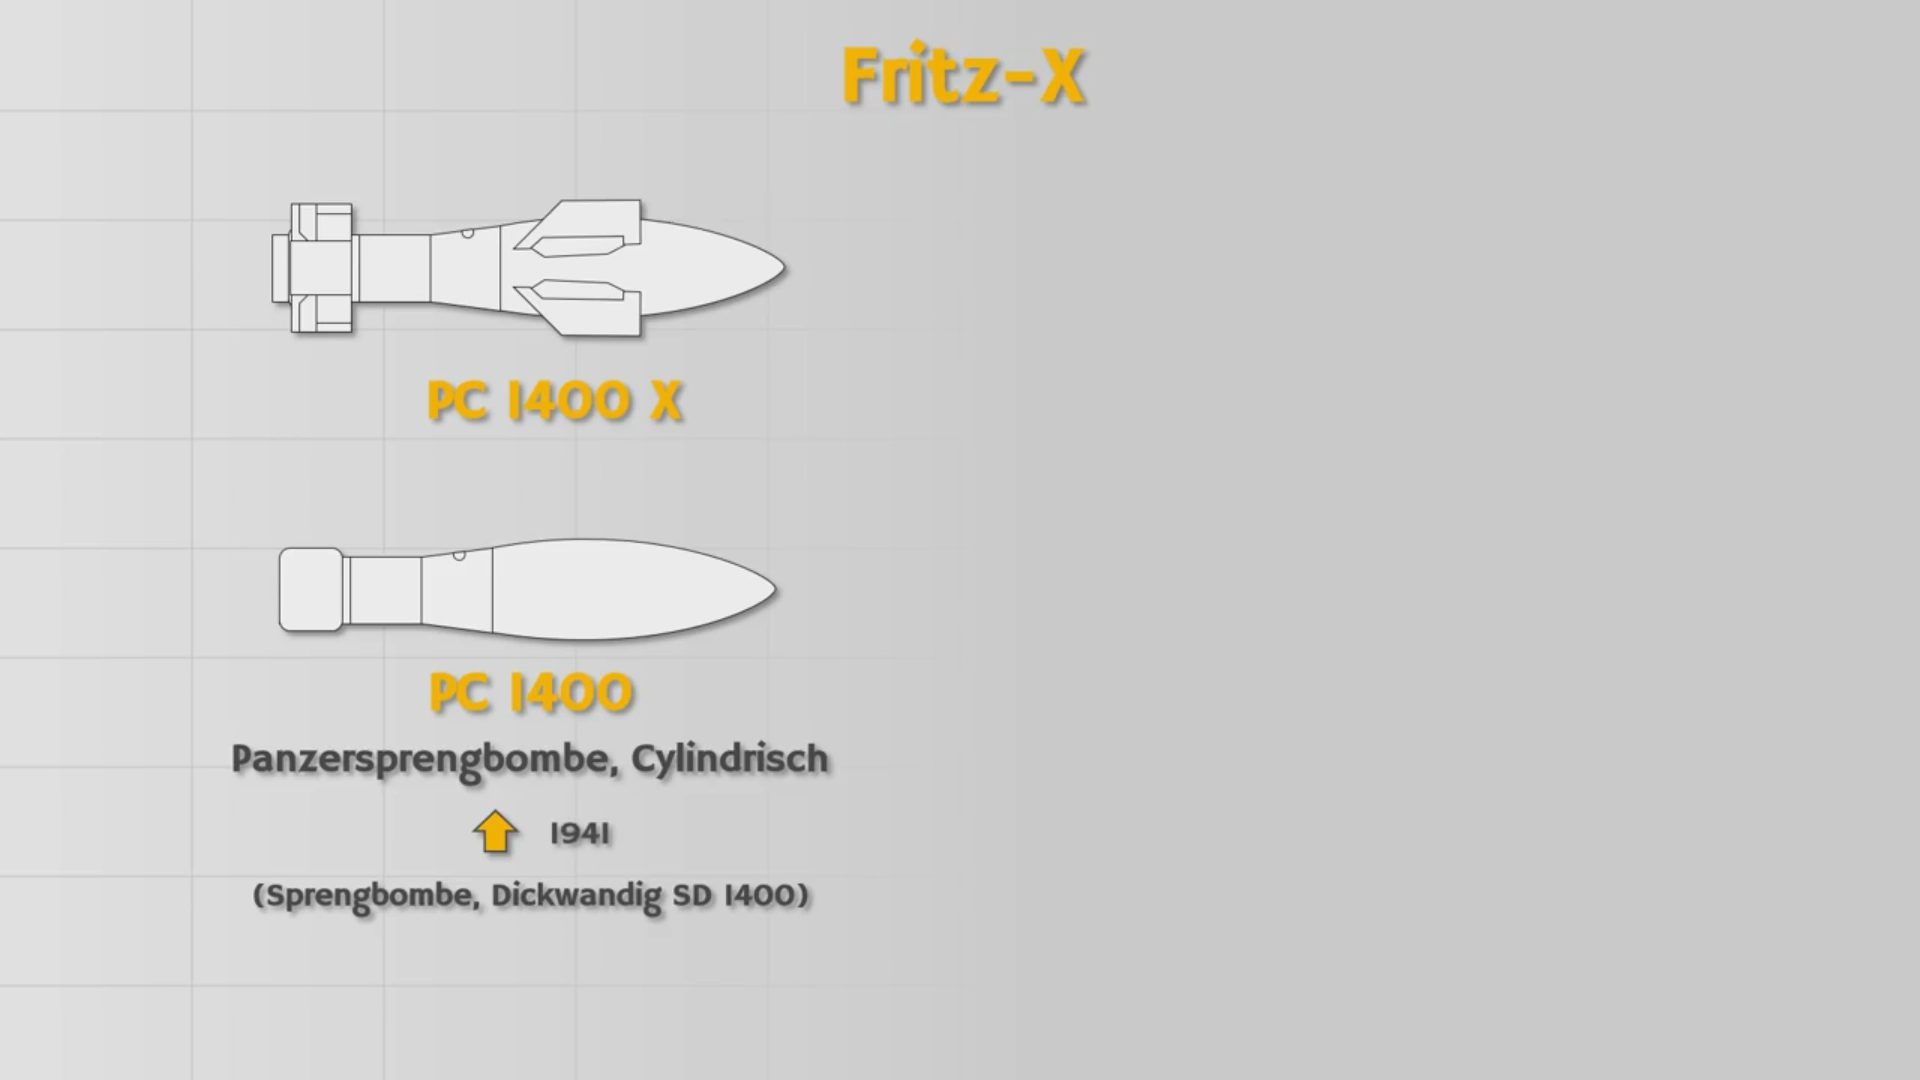 Fritz-X
PC 1400 X
PC 1400
Panzersprengbombe, Cylindrisch
1941
(Sprengbombe, Dickwandig SD 1400)